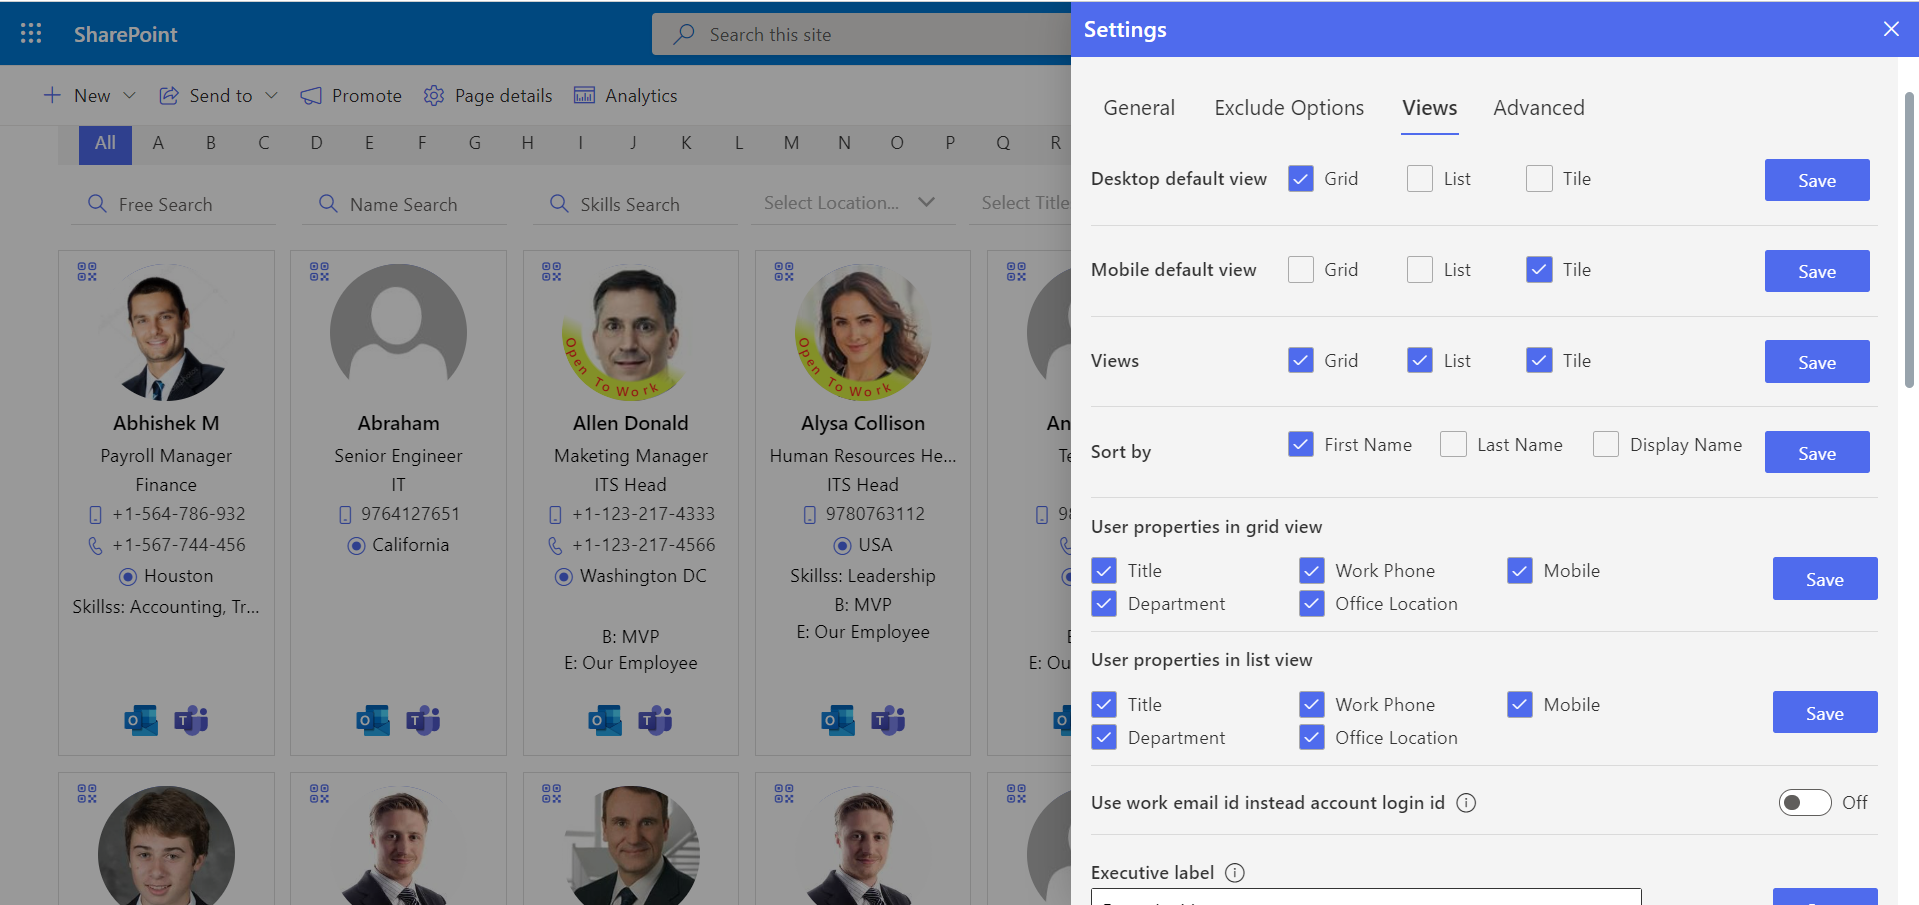 SharePoint
Search this site
Settings
New
Send to
Promote
Page details
Analytics
General
Exclude Options
Views
Advanced
All A B C D E F G H I J K L M N O P Q R
Free Search
Name Search
Skills Search
Select Location...
Select Title
Desktop default view
Grid
List
Tile
Save
Mobile default view
Grid
List
Tile
Save
Views
Grid
List
Tile
Save
Sort by
First Name
Last Name
Display Name
Save
User properties in grid view
Title
Work Phone
Mobile
Department
Office Location
Save
User properties in list view
Title
Work Phone
Mobile
Department
Office Location
Save
Use work email id instead account login id
Off
Executive label
Abhishek M
Payroll Manager
Finance
+1-564-786-932
+1-567-744-456
Houston
Skillss: Accounting, Tr...
Abraham
Senior Engineer
IT
9764127651
California
Open To Work
Allen Donald
Maketing Manager
ITS Head
+1-123-217-4333
+1-123-217-4566
Washington DC
B: MVP
E: Our Employee
Open To Work
Alysa Collison
Human Resources He...
ITS Head
9780763112
USA
Skillss: Leadership
B: MVP
E: Our Employee
An
Te
98
E: Ou